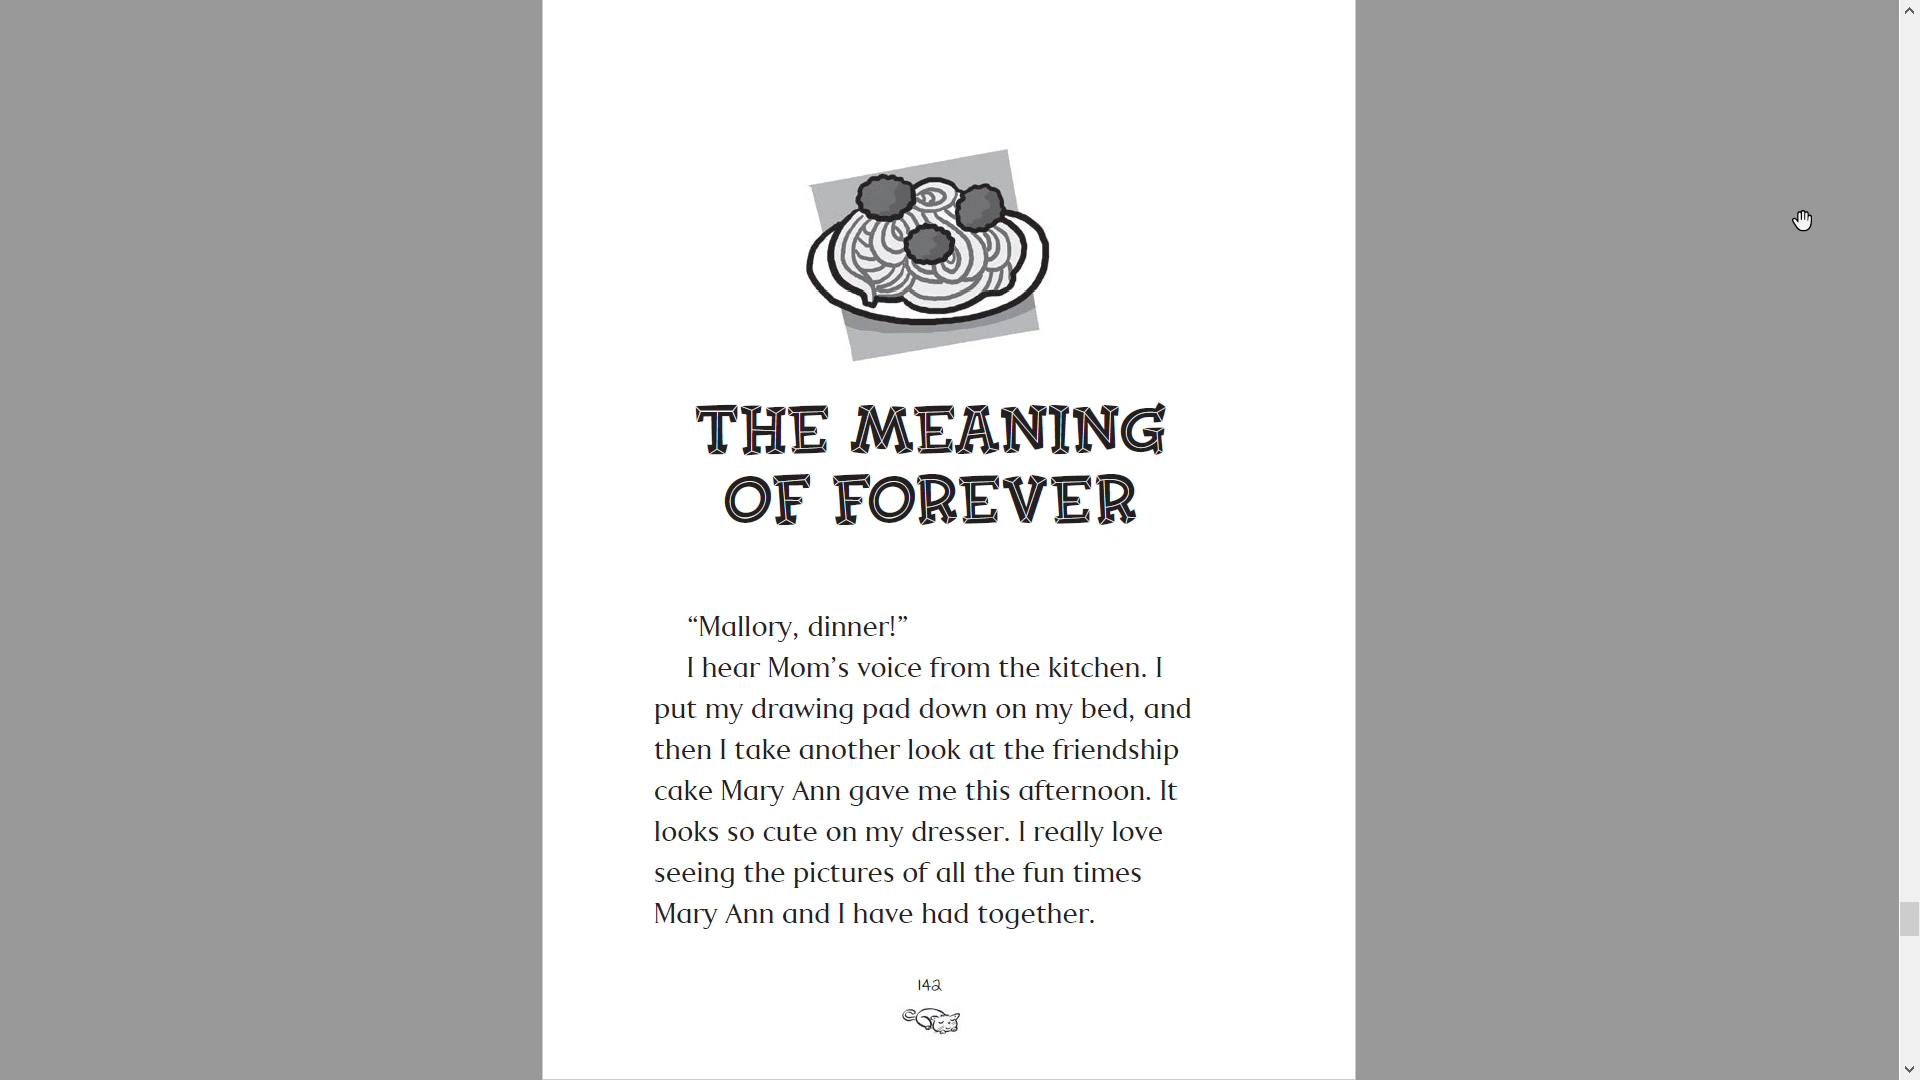 THE MEANING
OF FOREVER
“Mallory, dinner!”
I hear Mom’s voice from the kitchen. I
put my drawing pad down on my bed, and
then I take another look at the friendship
cake Mary Ann gave me this afternoon. It
looks so cute on my dresser. I really love
seeing the pictures of all the fun times
Mary Ann and I have had together.
142